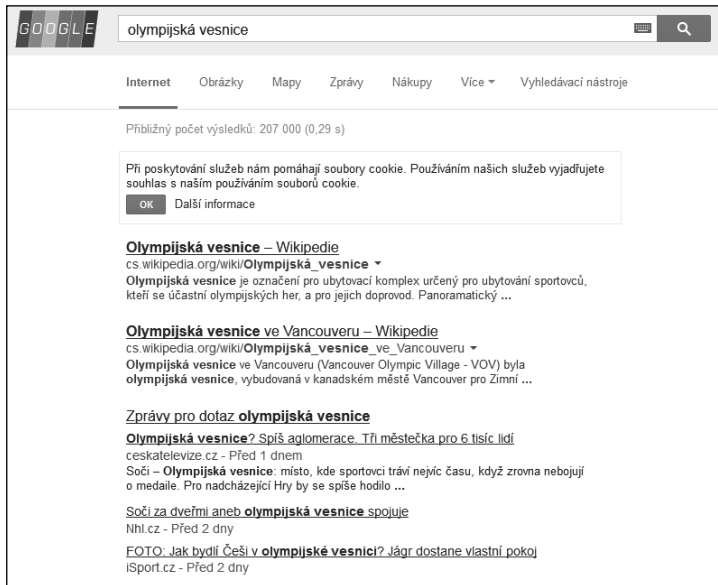 GOOGLE
olympijská vesnice
Internet Obrázky Mapy Zprávy Nákupy Více Vyhledávací nástroje
Přibližný počet výsledků: 207 000 (0,29 s)
Při poskytování služeb nám pomáhají soubory cookie. Používáním našich služeb vyjadřujete
souhlas s naším používáním souborů cookie.
OK Další informace
Olympijská vesnice – Wikipedie
cs.wikipedia.org/wiki/Olympijská_vesnice
Olympijská vesnice je označení pro ubytovací komplex určený pro ubytování sportovců,
kteří se účastní olympijských her, a pro jejich doprovod. Panoramatický ...
Olympijská vesnice ve Vancouveru – Wikipedie
cs.wikipedia.org/wiki/Olympijská_vesnice_ve_Vancouveru
Olympijská vesnice ve Vancouveru (Vancouver Olympic Village - VOV) byla
olympijská vesnice, vybudovaná v kanadském městě Vancouver pro Zimní ...
Zprávy pro dotaz olympijská vesnice
Olympijská vesnice? Spíš aglomerace. Tři městečka pro 6 tisíc lidí
ceskatelevize.cz - Před 1 dnem
Soči – Olympijská vesnice: místo, kde sportovci tráví nejvíc času, když zrovna nebojují
o medaile. Pro nadcházející Hry by se spíše hodilo ...
Soči za dveřmi aneb olympijská vesnice spojuje
Nhl.cz - Před 2 dny
FOTO: Jak bydlí Češi v olympijské vesnici? Jágr dostane vlastní pokoj
iSport.cz - Před 2 dny